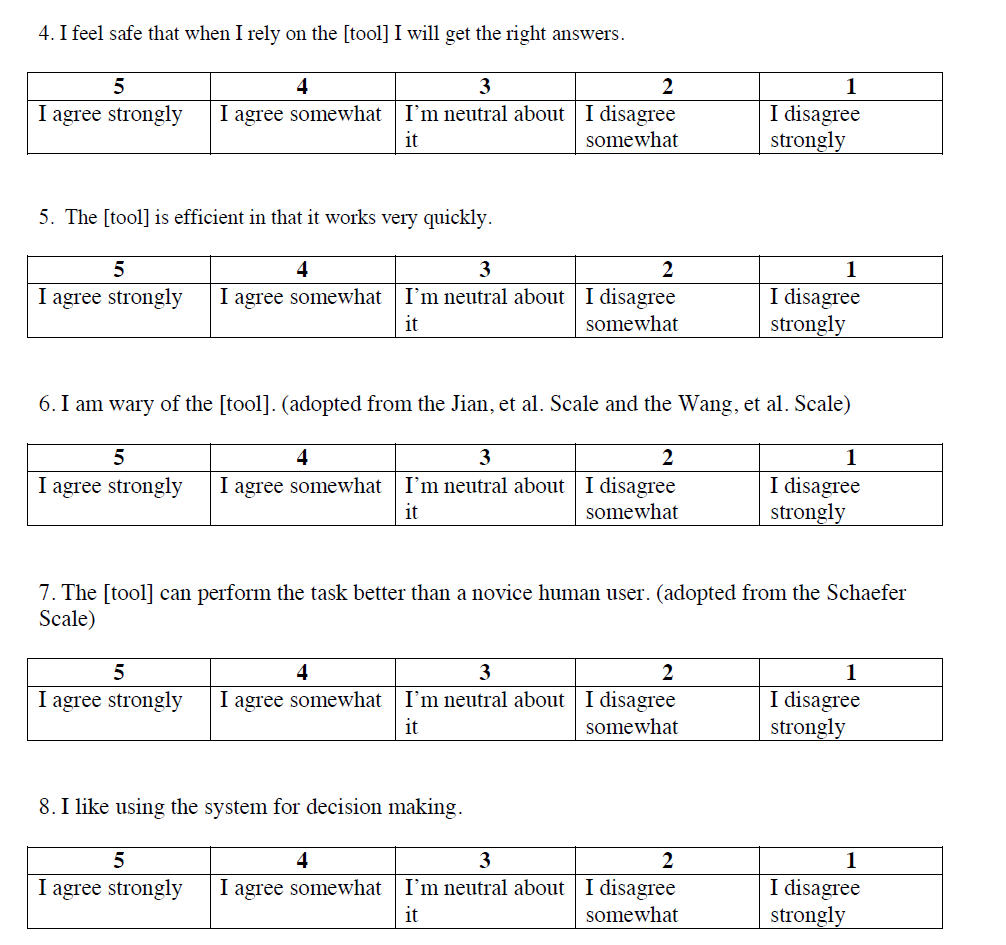 4. I feel safe that when I rely on the [tool] I will get the right answers.
5 4 3 2 1
I agree strongly I agree somewhat I’m neutral about I disagree I disagree
it somewhat strongly
5. The [tool] is efficient in that it works very quickly.
5 4 3 2 1
I agree strongly I agree somewhat I’m neutral about I disagree I disagree
it somewhat strongly
6. I am wary of the [tool]. (adopted from the Jian, et al. Scale and the Wang, et al. Scale)
5 4 3 2 1
I agree strongly I agree somewhat I’m neutral about I disagree I disagree
it somewhat strongly
7. The [tool] can perform the task better than a novice human user. (adopted from the Schaefer
Scale)
5 4 3 2 1
I agree strongly I agree somewhat I’m neutral about I disagree I disagree
it somewhat strongly
8. I like using the system for decision making.
5 4 3 2 1
I agree strongly I agree somewhat I’m neutral about I disagree I disagree
it somewhat strongly